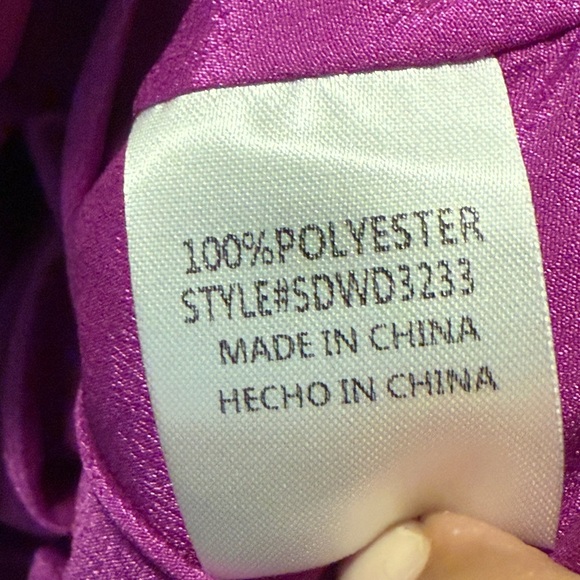 100%POLYESTER
STYLE#SDWD3233
MADE IN CHINA
HECHO IN CHINA